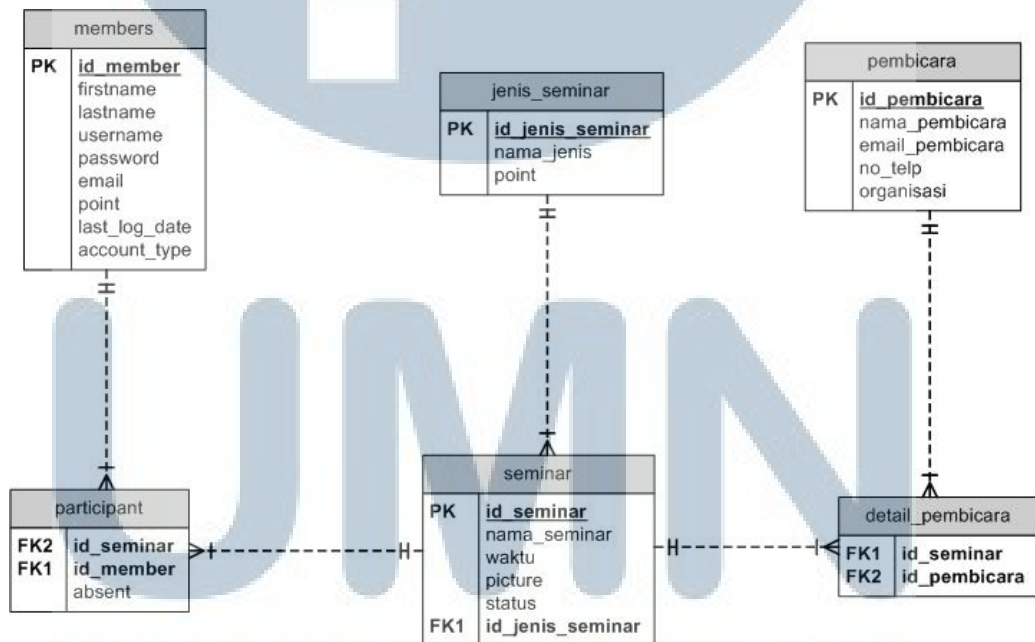 members
PK id_member
firstname
lastname
username
password
email
point
last_log_date
account_type
jenis_seminar
PK id_jenis_seminar
nama_jenis
point
pembicara
PK id_pembicara
nama_pembicara
email_pembicara
no_telp
organisasi
participant
FK2 id_seminar
FK1 id_member
absent
seminar
PK id_seminar
nama_seminar
waktu
picture
status
FK1 id_jenis_seminar
detail_pembicara
FK1 id_seminar
FK2 id_pembicara
UMN